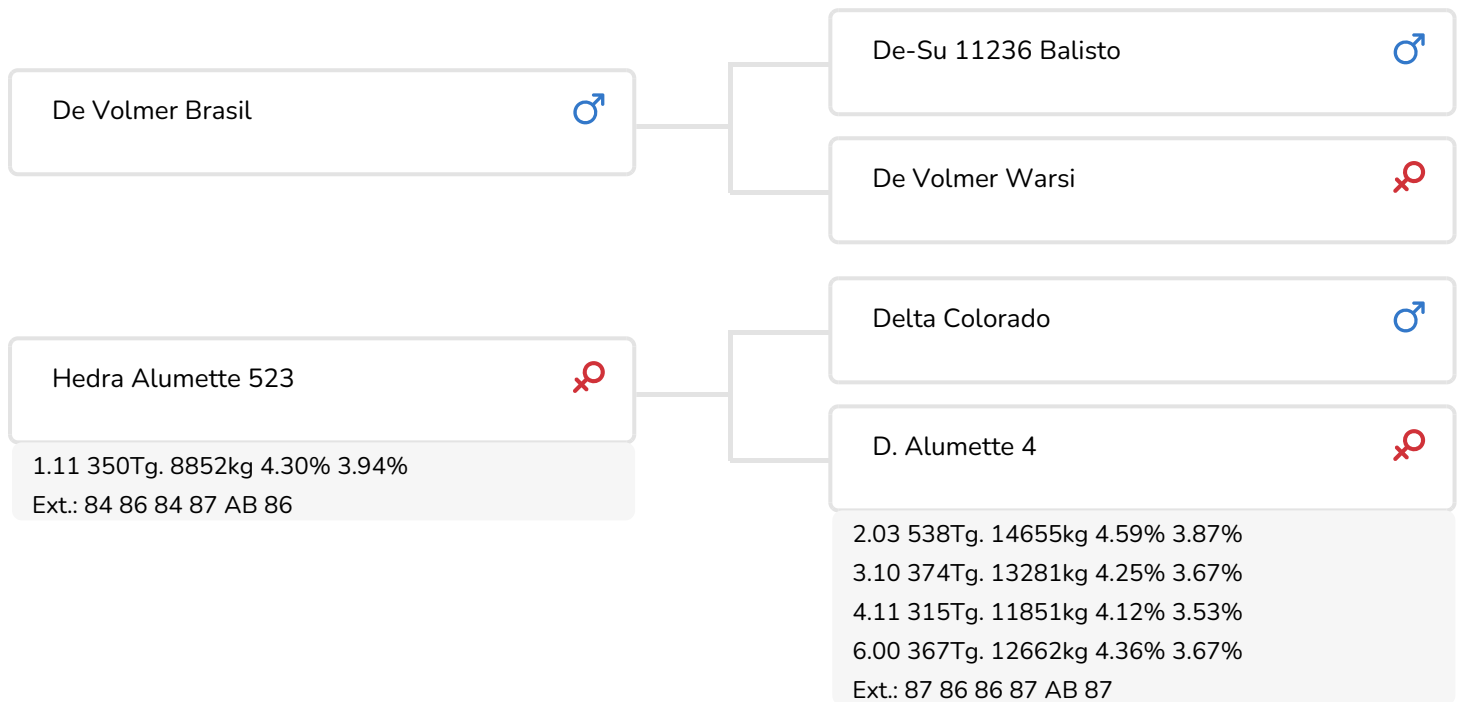 De Volmer Brasil
Hedra Alumette 523
1.11 350Tg. 8852kg 4.30% 3.94%
Ext.: 84 86 84 87 AB 86
De-Su 11236 Balisto
De Volmer Warsi
Delta Colorado
D. Alumette 4
2.03 538Tg. 14655kg 4.59% 3.87%
3.10 374Tg. 13281kg 4.25% 3.67%
4.11 315Tg. 11851kg 4.12% 3.53%
6.00 367Tg. 12662kg 4.36% 3.67%
Ext.: 87 86 86 87 AB 87